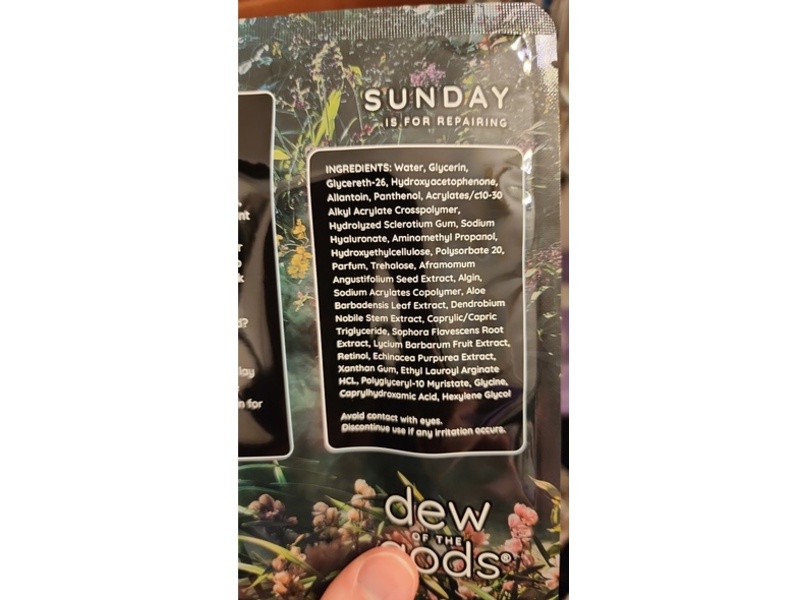 SUNDAY
IS FOR REPAIRING
INGREDIENTS: Water, Glycerin,
Glycereth-26, Hydroxyacetophenone,
Allantoin, Panthenol, Acrylates/c10-30
Alkyl Acrylate Crosspolymer,
Hydrolyzed Sclerotium Gum, Sodium
Hyaluronate, Aminomethyl Propanol,
Hydroxyethylcellulose, Polysorbate 20,
Parfum, Trehalose, Aframomum
Angustifolium Seed Extract, Algin,
Sodium Acrylates Copolymer, Aloe
Barbadensis Leaf Extract, Dendrobium
Nobile Stem Extract, Caprylic/Capric
Triglyceride, Sophora Flavescens Root
Extract, Lycium Barbarum Fruit Extract,
Retinol, Echinacea Purpurea Extract,
Xanthan Gum, Ethyl Lauroyl Arginate
HCL, Polyglyceryl-10 Myristate, Glycine,
Caprylhydroxamic Acid, Hexylene Glycol
Avoid contact with eyes.
Discontinue use if any irritation occurs.
dew
OF THE
gods®